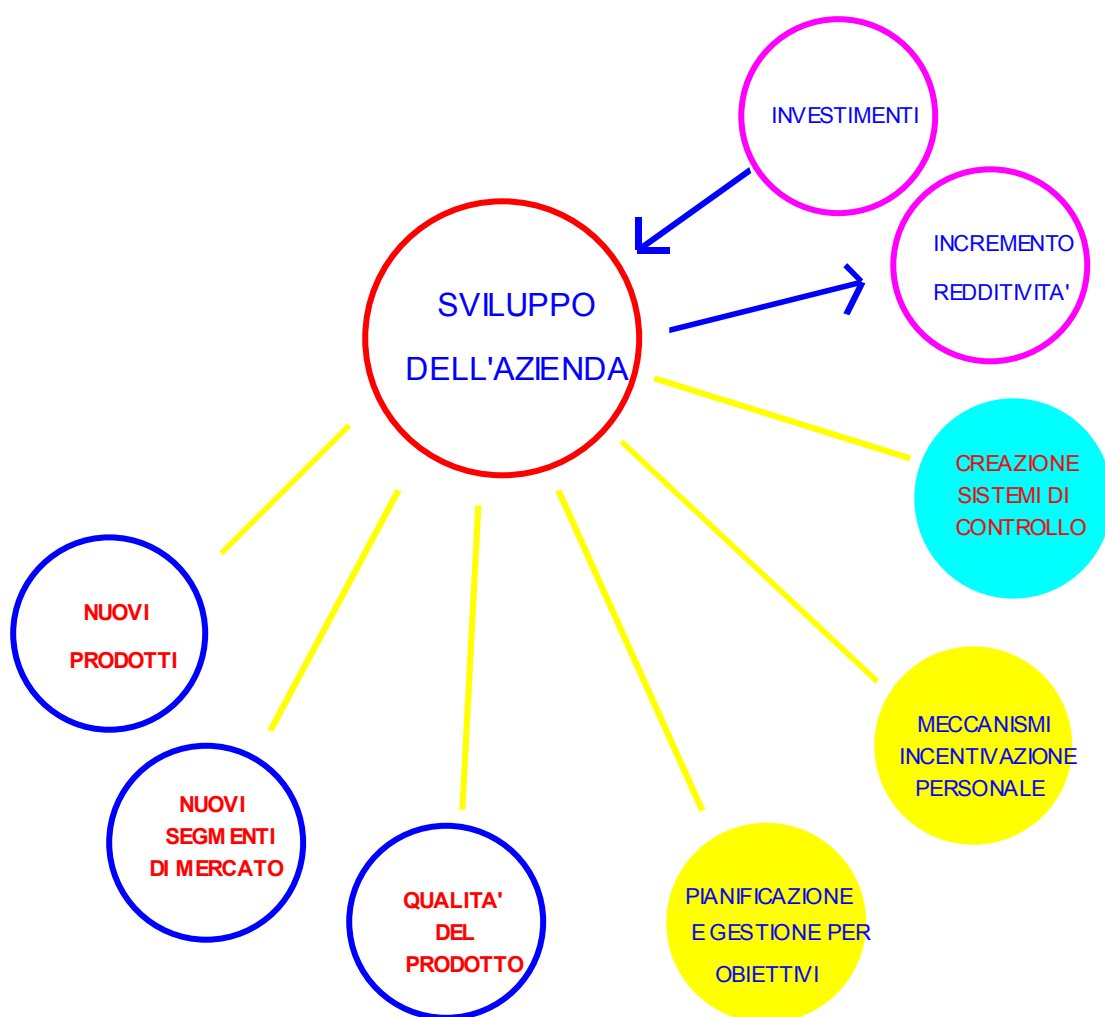 INVESTIMENTI
INCREMENTO
REDDITIVITA'
SVILUPPO
DELL'AZIENDA
CREAZIONE
SISTEMI DI
CONTROLLO
NUOVI
PRODOTTI
MECCANISMI
INCENTIVAZIONE
PERSONALE
NUOVI
SEGMENTI
DI MERCATO
QUALITA'
DEL
PRODOTTO
PIANIFICAZIONE
E GESTIONE PER
OBIETTIVI